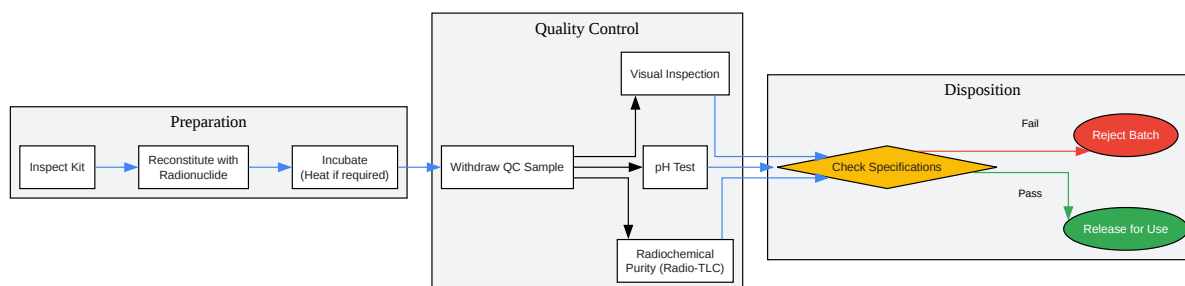 Preparation
Inspect Kit
Reconstitute with
Radionuclide
Incubate
(Heat if required)
Quality Control
Withdraw QC Sample
Visual Inspection
pH Test
Radiochemical
Purity (Radio-TLC)
Disposition
Check Specifications
Fail
Reject Batch
Pass
Release for Use